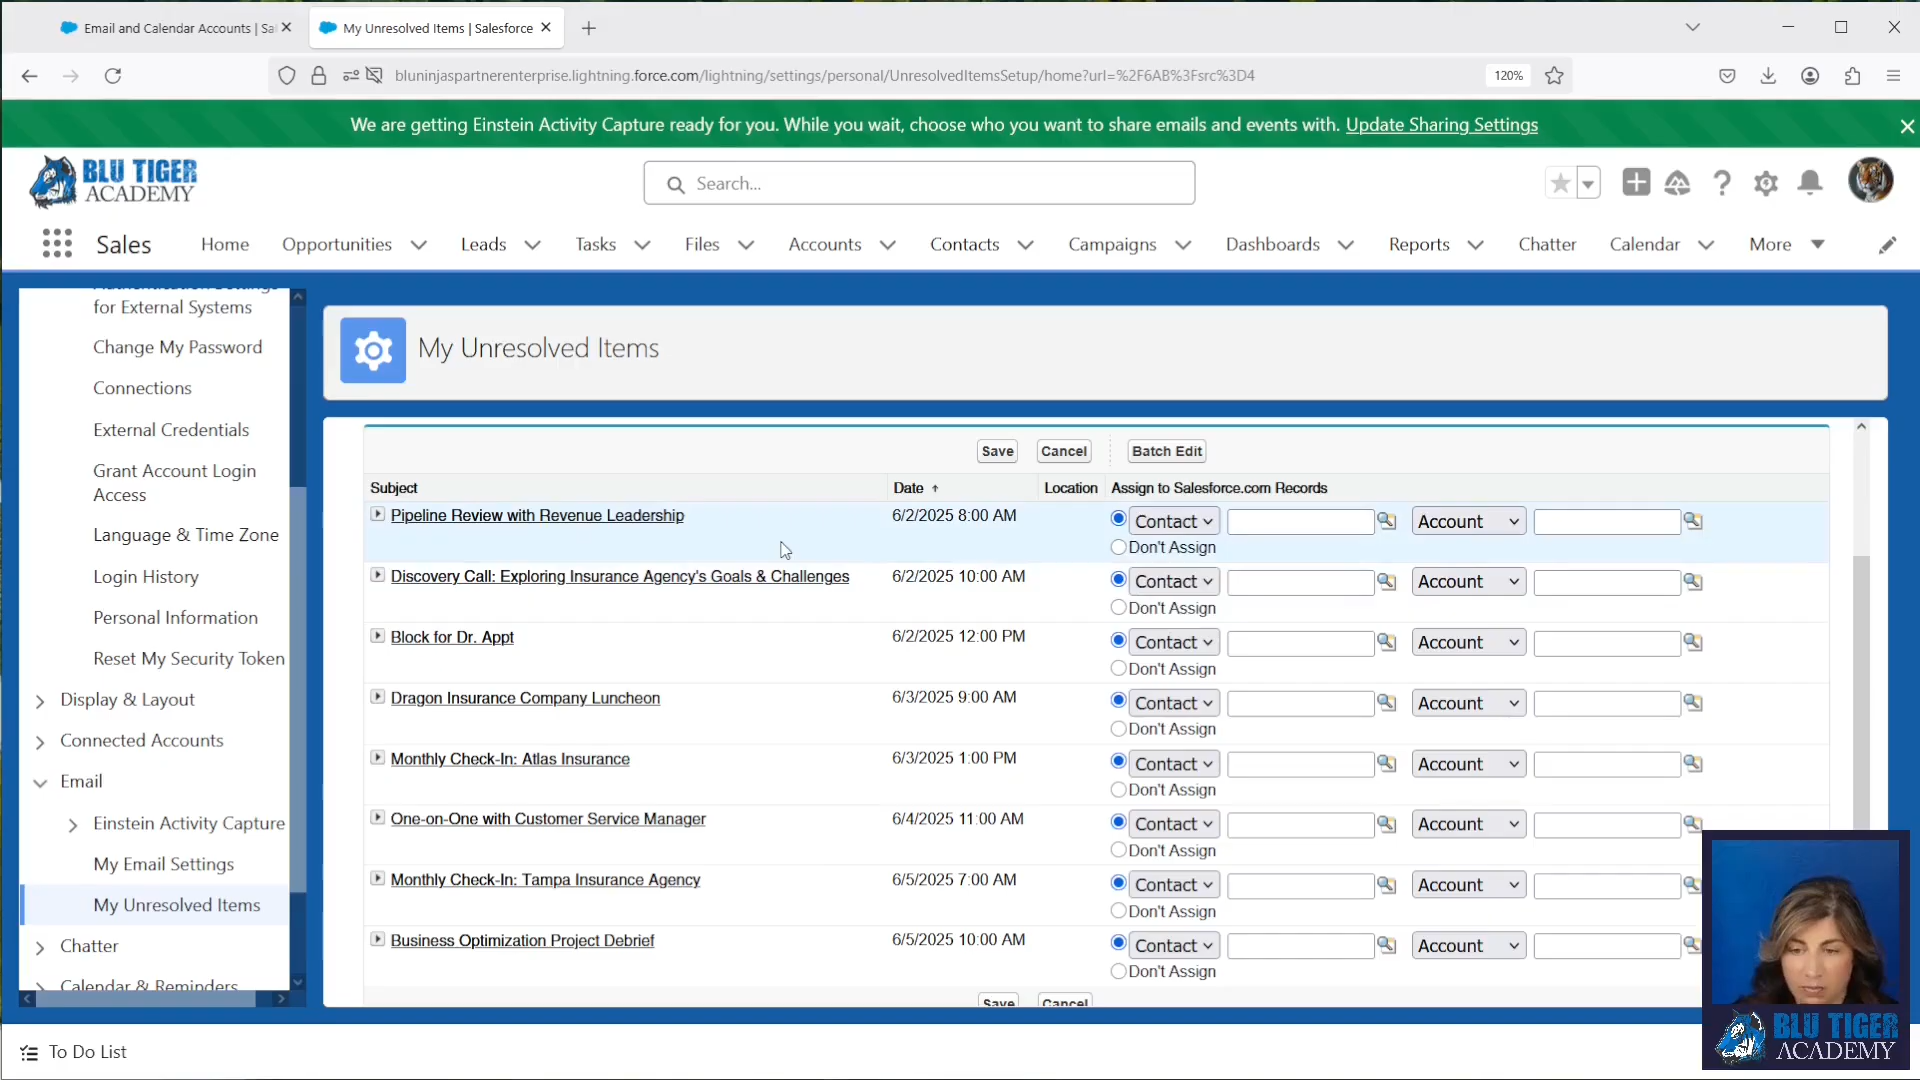 Email and Calendar Accounts | Sal
My Unresolved Items | Salesforce
bluninjaspartnerenterprise.lightning.force.com/lightning/settings/personal/UnresolvedItemsSetup/home?url=%2F6AB%3Fsrc%3D4
120%
We are getting Einstein Activity Capture ready for you. While you wait, choose who you want to share emails and events with. Update Sharing Settings
BLU TIGER
ACADEMY
Search...
Sales Home Opportunities Leads Tasks Files Accounts Contacts Campaigns Dashboards Reports Chatter Calendar More
for External Systems
Change My Password
Connections
External Credentials
Grant Account Login
Access
Language & Time Zone
Login History
Personal Information
Reset My Security Token
Display & Layout
Connected Accounts
Email
Einstein Activity Capture
My Email Settings
My Unresolved Items
Chatter
Calendar & Reminders
My Unresolved Items
Save Cancel Batch Edit
Subject Date Location Assign to Salesforce.com Records
Pipeline Review with Revenue Leadership 6/2/2025 8:00 AM Contact Account
Don't Assign
Discovery Call: Exploring Insurance Agency's Goals & Challenges 6/2/2025 10:00 AM Contact Account
Don't Assign
Block for Dr. Appt 6/2/2025 12:00 PM Contact Account
Don't Assign
Dragon Insurance Company Luncheon 6/3/2025 9:00 AM Contact Account
Don't Assign
Monthly Check-In: Atlas Insurance 6/3/2025 1:00 PM Contact Account
Don't Assign
One-on-One with Customer Service Manager 6/4/2025 11:00 AM Contact Account
Don't Assign
Monthly Check-In: Tampa Insurance Agency 6/5/2025 7:00 AM Contact Account
Don't Assign
Business Optimization Project Debrief 6/5/2025 10:00 AM Contact Account
Don't Assign
Save Cancel
To Do List
BLU TIGER
ACADEMY